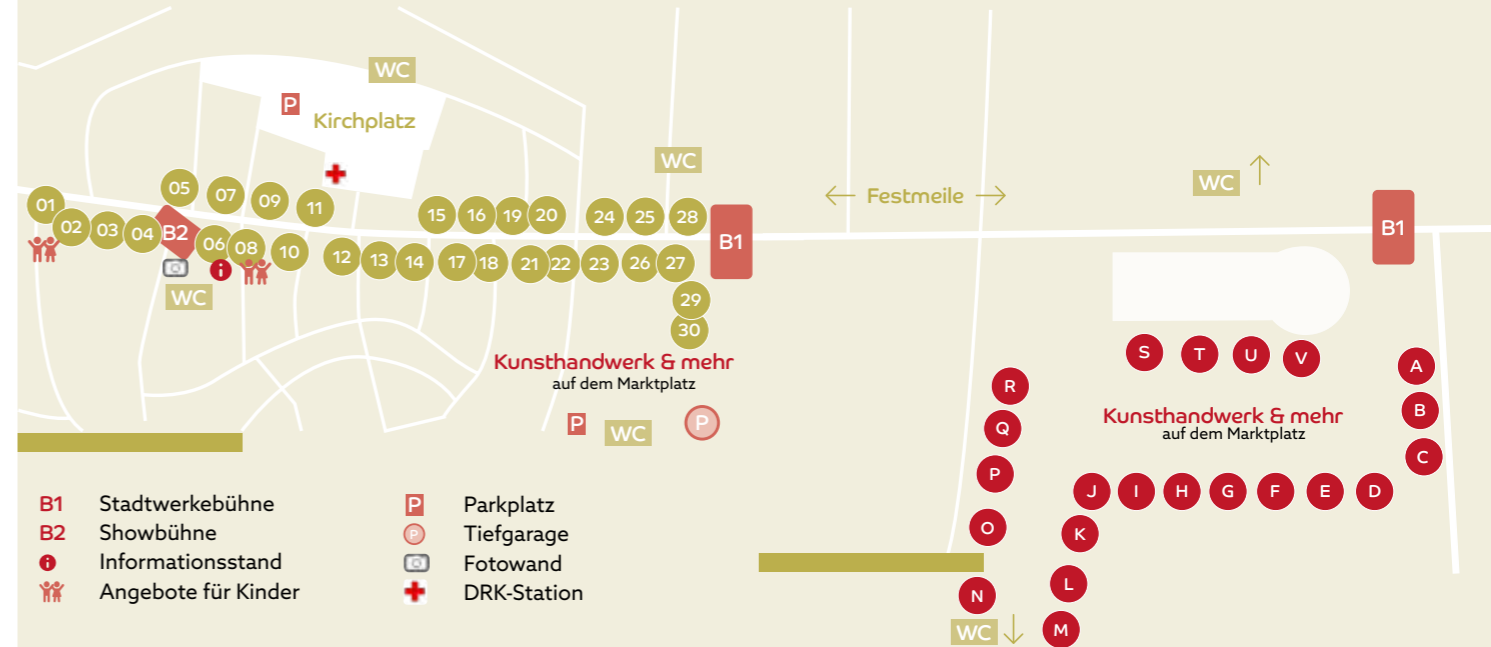 WC
P
Kirchplatz
WC
← Festmeile →
WC ↑
01
02
03
04
05
B2
06
07
08
09
10
11
12
13
14
15
16
17
18
19
20
21
22
23
24
25
26
27
28
29
30
B1
B1
i
WC
Kunsthandwerk & mehr
auf dem Marktplatz
P
WC
P
S
T
U
V
A
B
C
Kunsthandwerk & mehr
auf dem Marktplatz
R
Q
P
O
N
J
I
H
G
F
E
D
K
L
M
WC ↓
B1 Stadtwerkebühne
B2 Showbühne
i Informationsstand
Angebote für Kinder
P Parkplatz
P Tiefgarage
Fotowand
DRK-Station